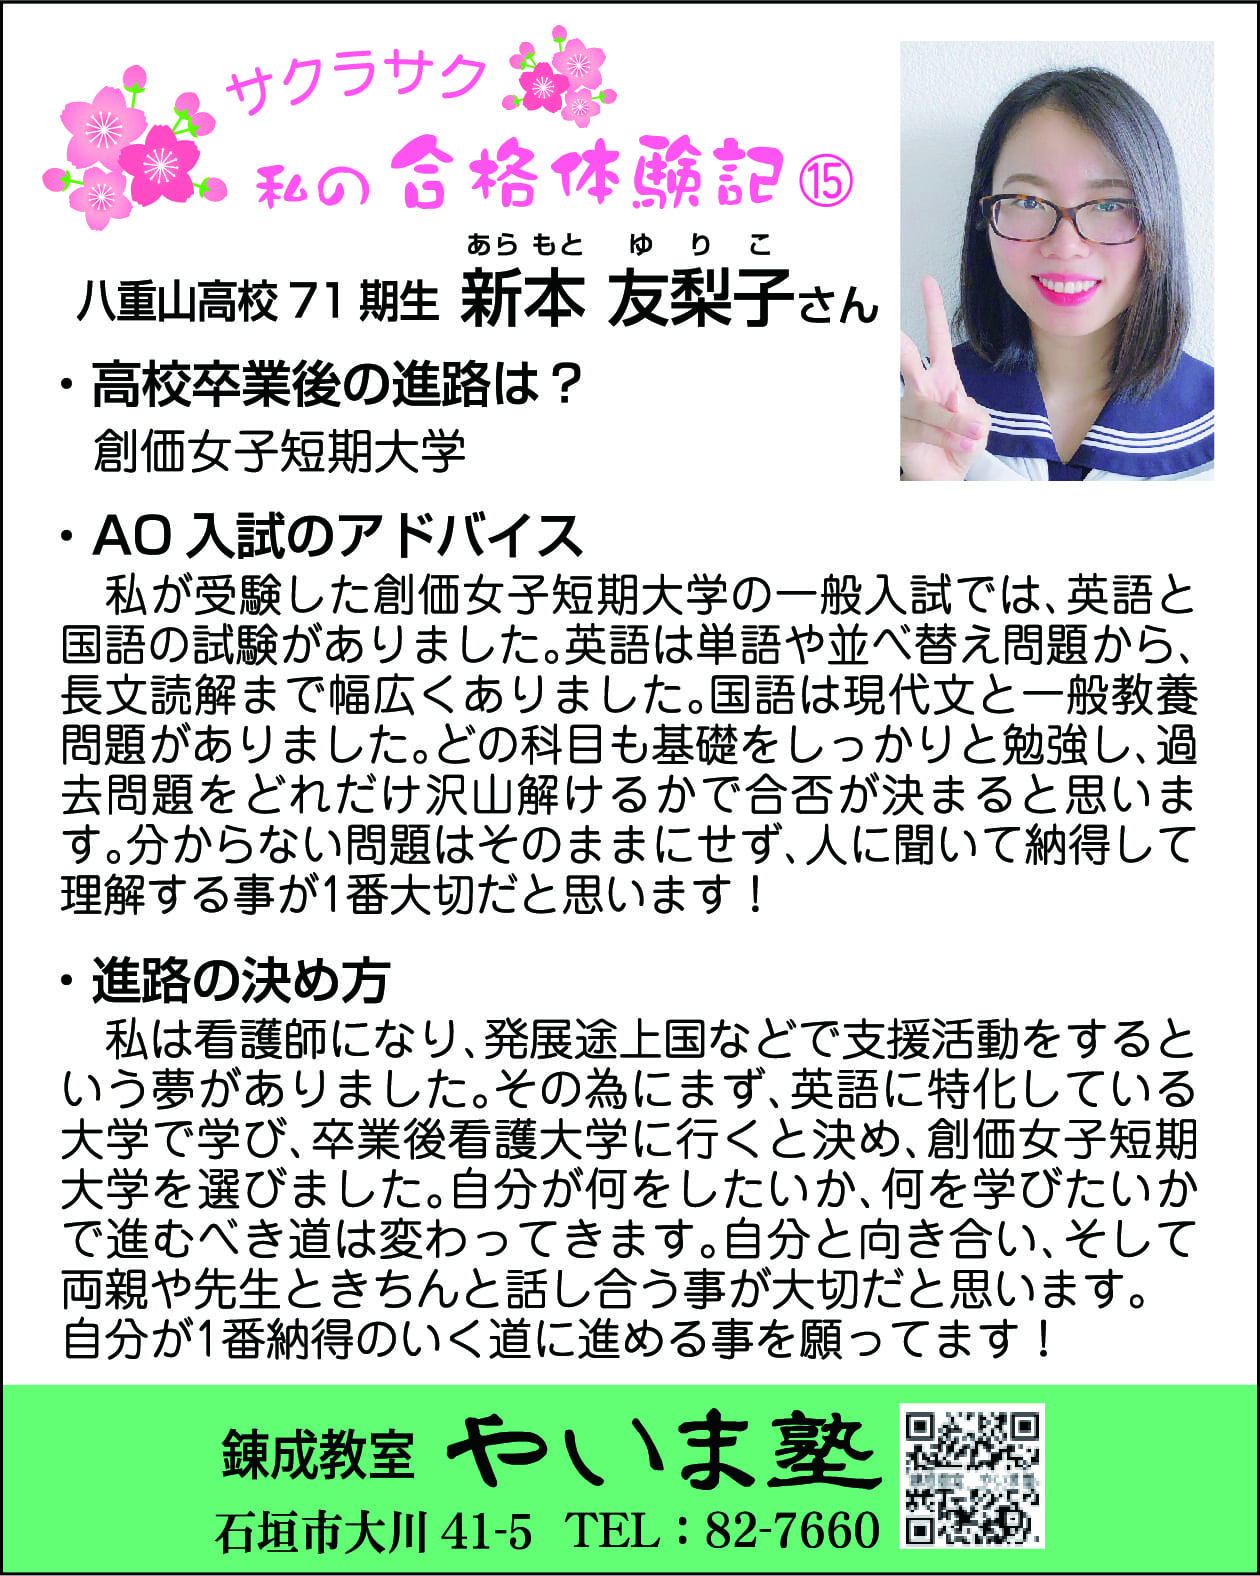 サクラサク
私の合格体験記⑮
あらもと ゆりこ
八重山高校71期生 新本 友梨子さん
・高校卒業後の進路は？
創価女子短期大学
・AO入試のアドバイス
　私が受験した創価女子短期大学の一般入試では、英語と
国語の試験がありました。英語は単語や並べ替え問題から、
長文読解まで幅広くありました。国語は現代文と一般教養
問題がありました。どの科目も基礎をしっかりと勉強し、過
去問題をどれだけ沢山解けるかで合否が決まると思いま
す。分からない問題はそのままにせず、人に聞いて納得して
理解する事が1番大切だと思います！
・進路の決め方
　私は看護師になり、発展途上国などで支援活動をすると
いう夢がありました。その為にまず、英語に特化している
大学で学び、卒業後看護大学に行くと決め、創価女子短期
大学を選びました。自分が何をしたいか、何を学びたいか
で進むべき道は変わってきます。自分と向き合い、そして
両親や先生ときちんと話し合う事が大切だと思います。
自分が1番納得のいく道に進める事を願ってます！
錬成教室 やいま塾
石垣市大川41-5 TEL：82-7660